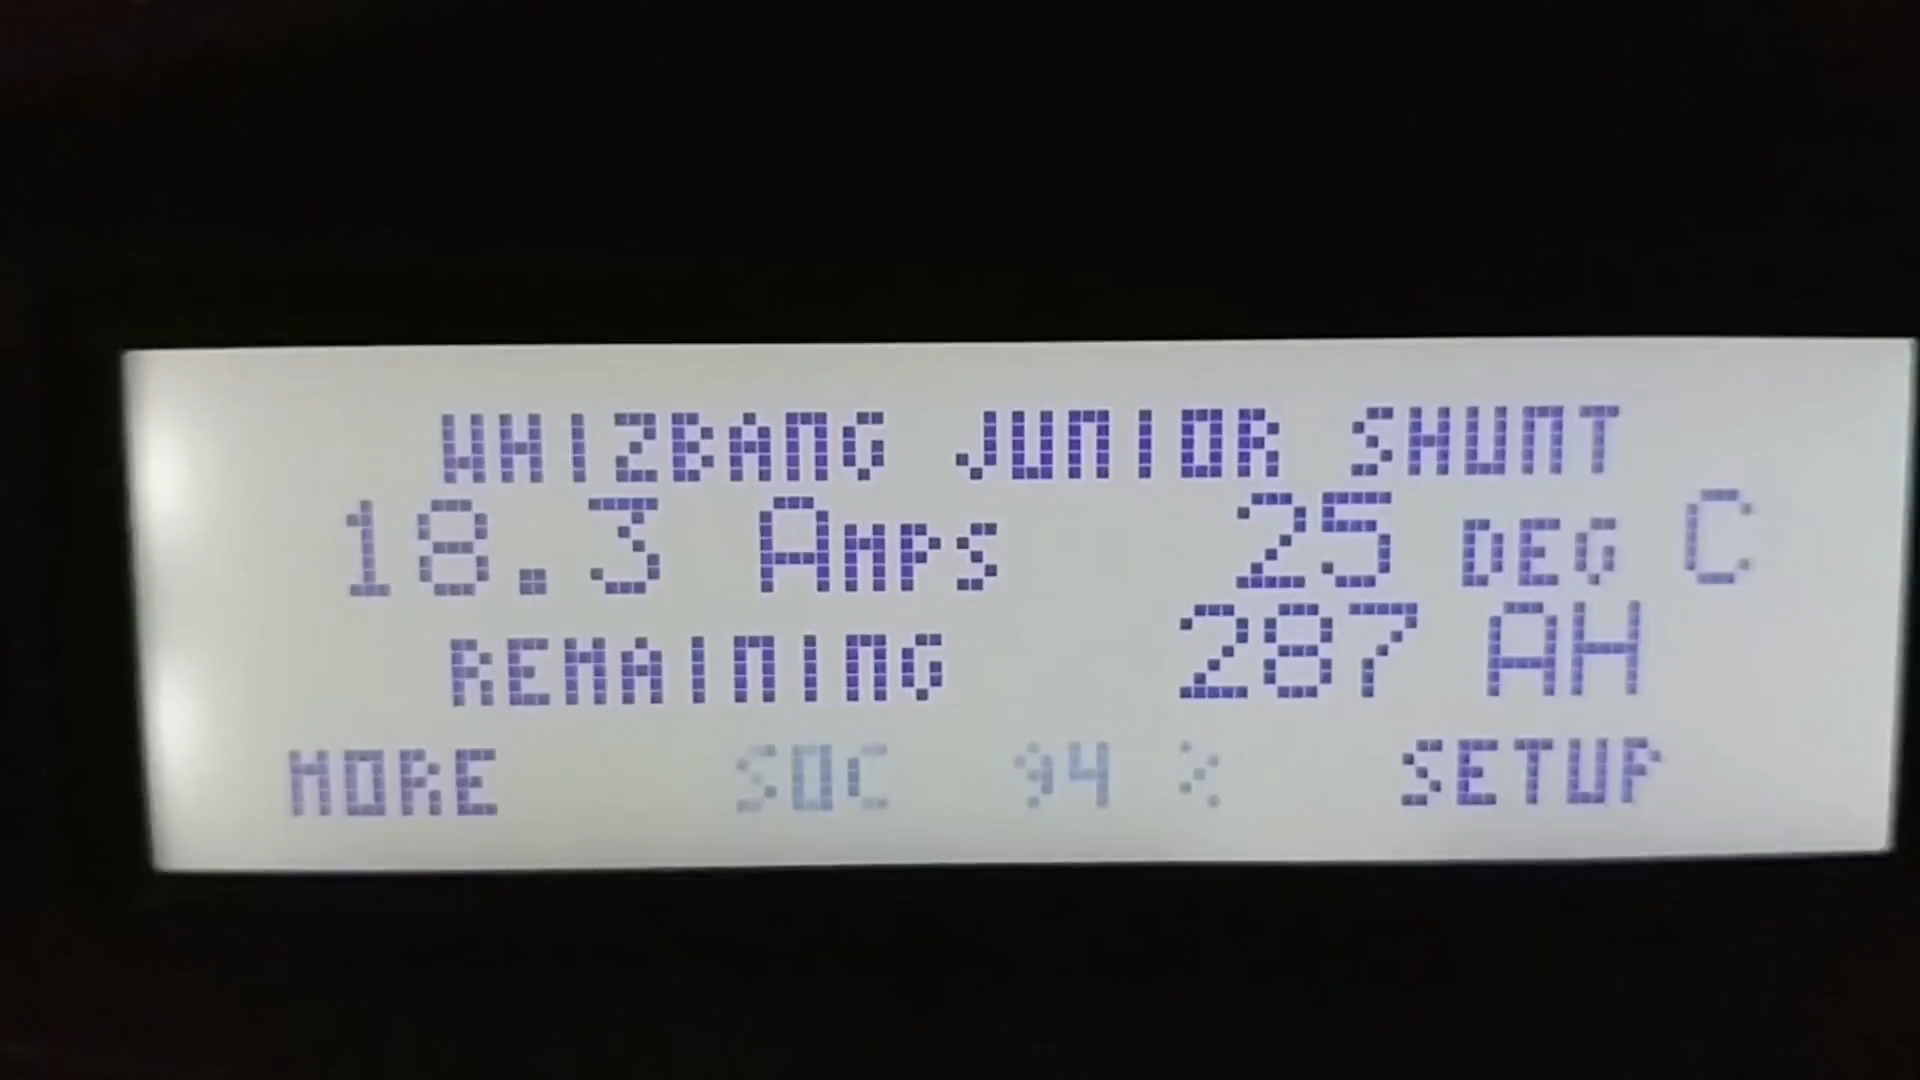 WHIZBANG JUNIOR SHUNT
18.3 AMPS 25 DEG C
REMAINING 287 AH
MORE SOC 94 % SETUP